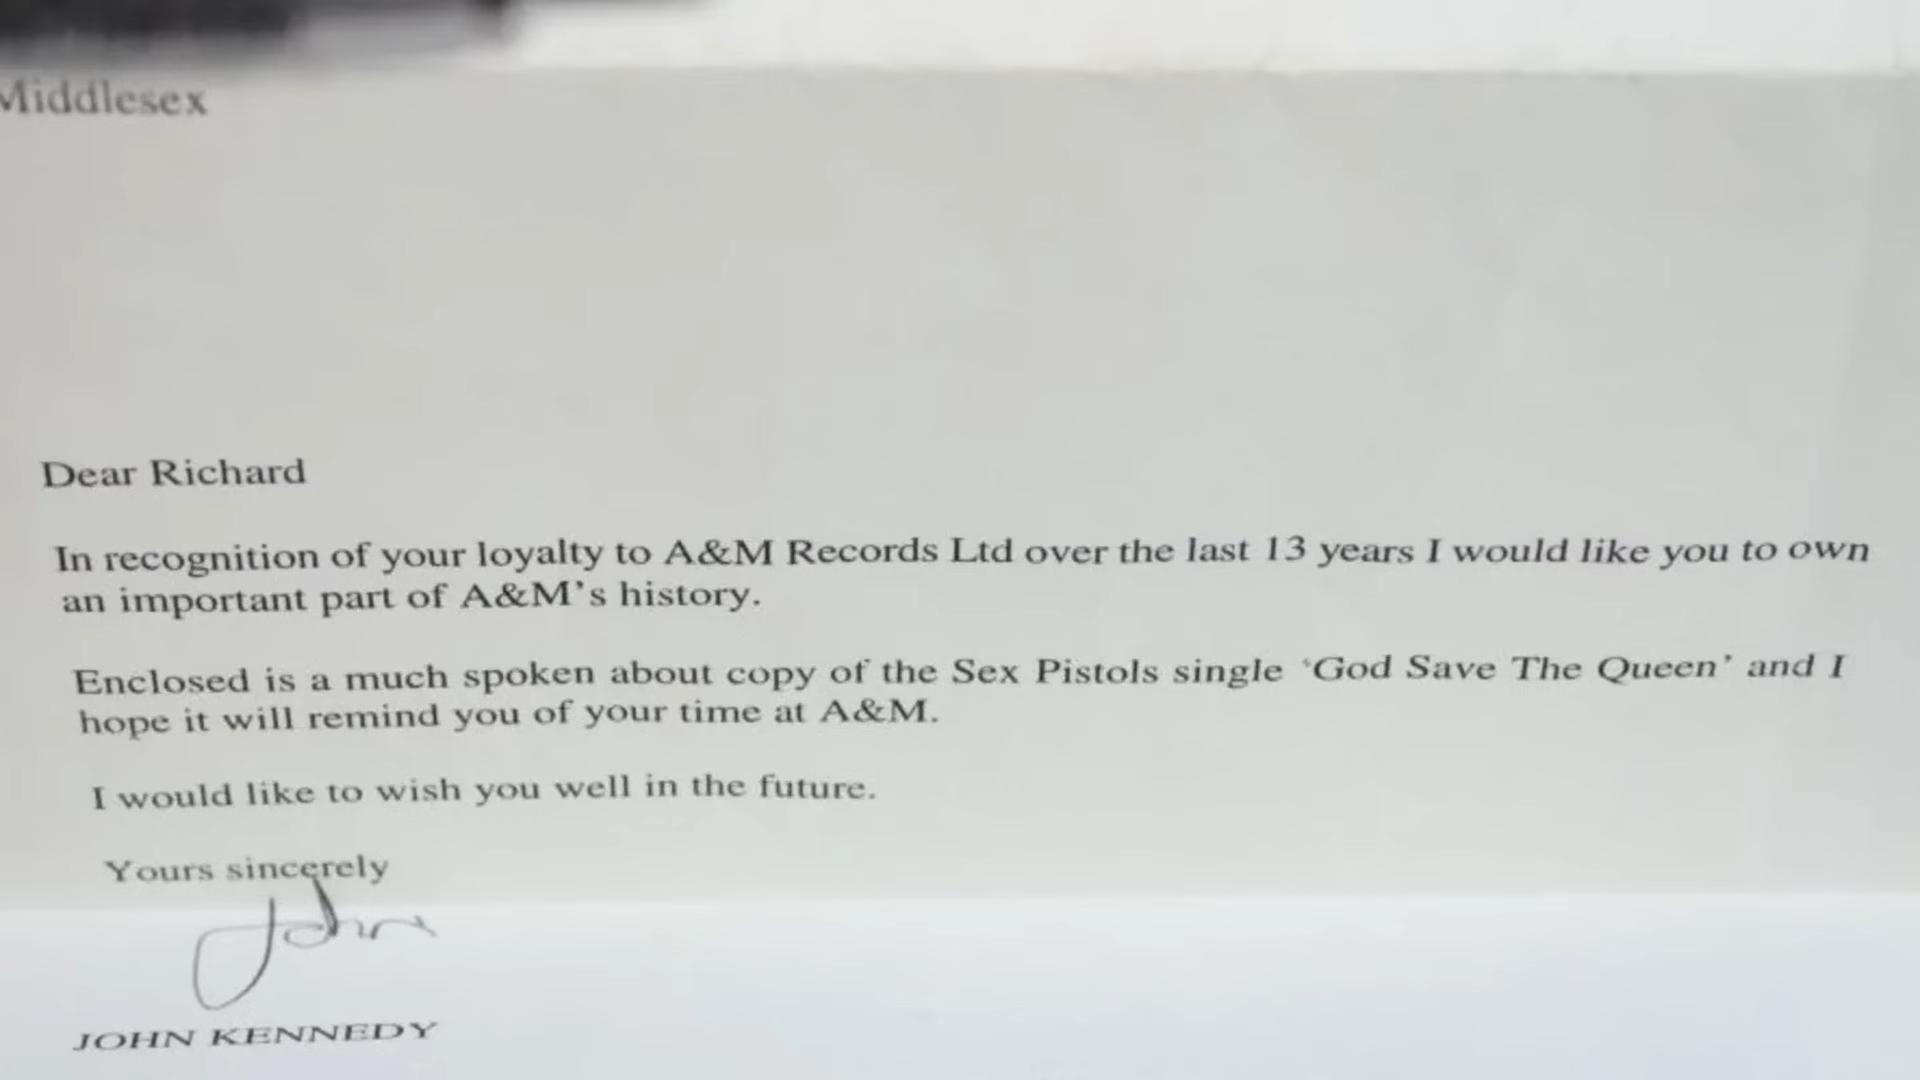 Middlesex
Dear Richard
In recognition of your loyalty to A&M Records Ltd over the last 13 years I would like you to own
an important part of A&M's history.
Enclosed is a much spoken about copy of the Sex Pistols single 'God Save The Queen' and I
hope it will remind you of your time at A&M.
I would like to wish you well in the future.
Yours sincerely
John
JOHN KENNEDY